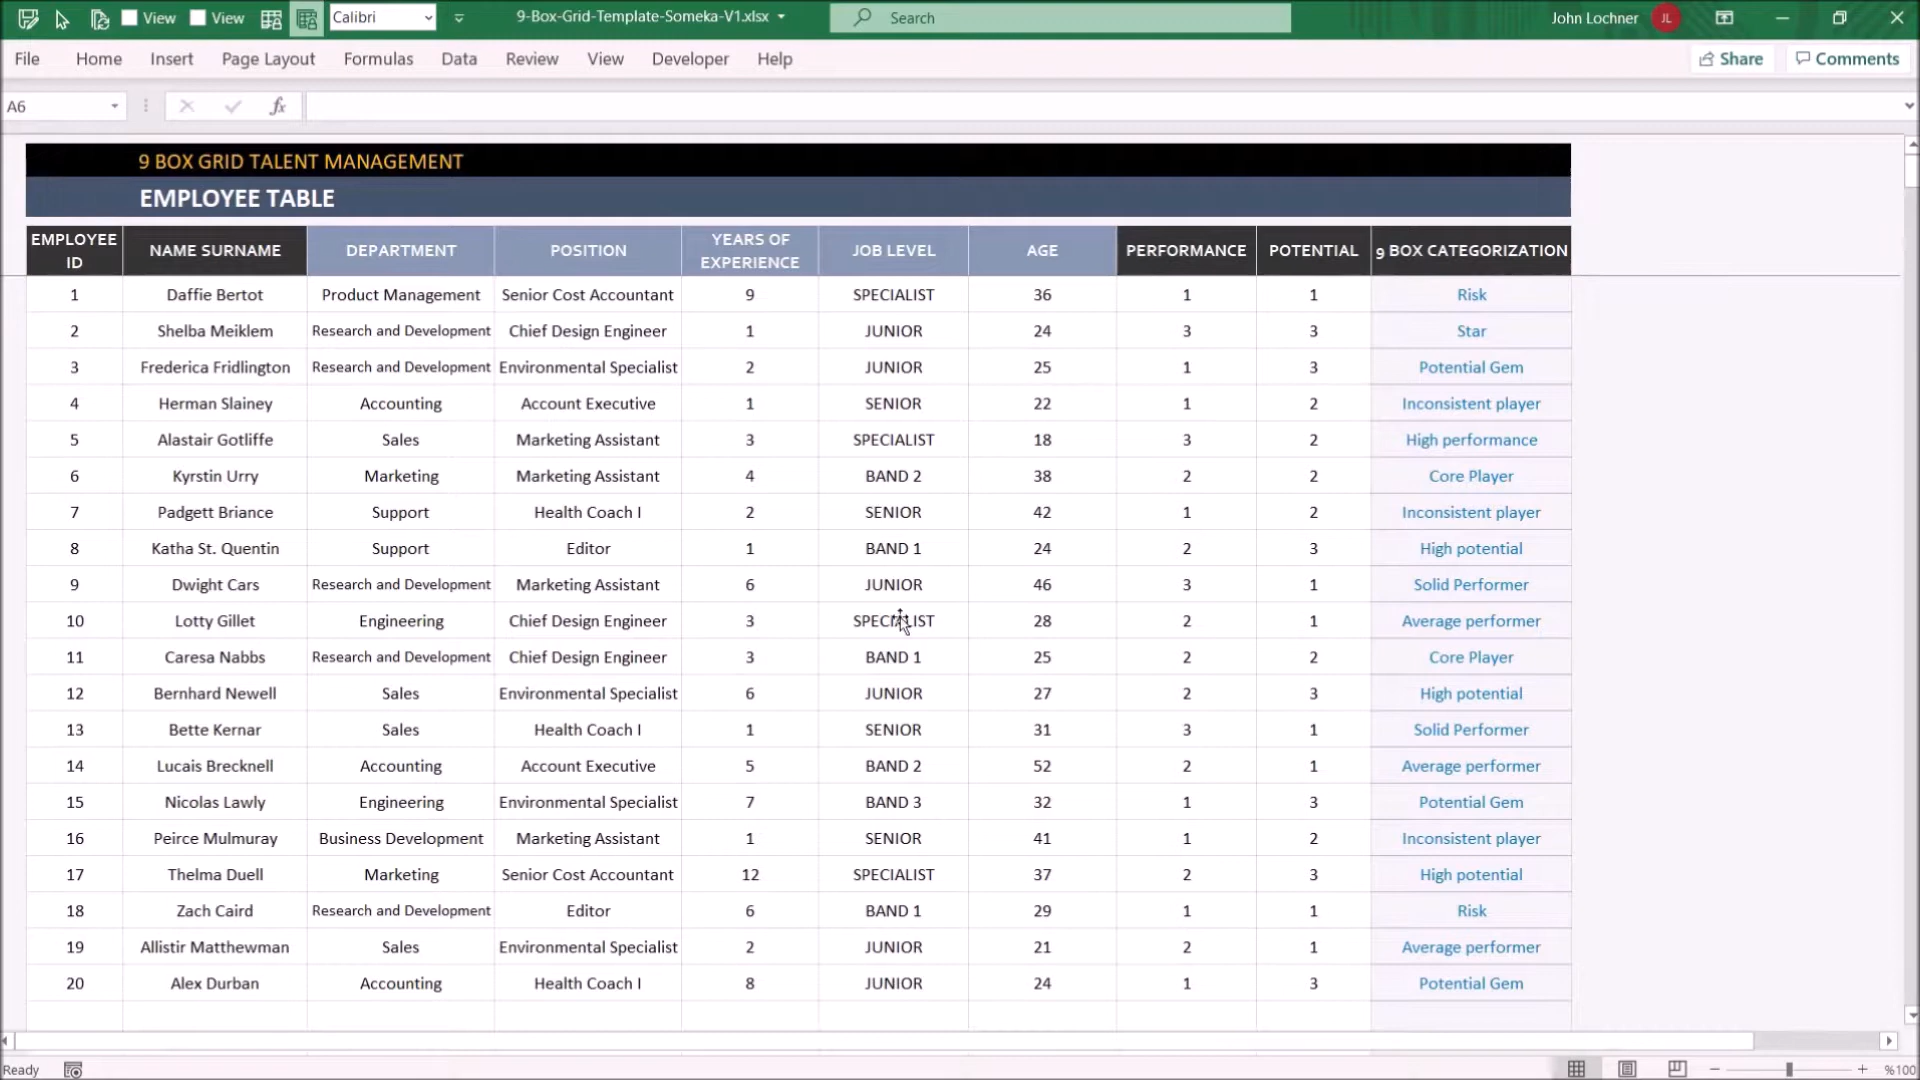 View View Calibri 9-Box-Grid-Template-Someka-V1.xlsx Search John Lochner JL
File Home Insert Page Layout Formulas Data Review View Developer Help Share Comments
A6 fx
9 BOX GRID TALENT MANAGEMENT
EMPLOYEE TABLE
EMPLOYEE ID NAME SURNAME DEPARTMENT POSITION YEARS OF EXPERIENCE JOB LEVEL AGE PERFORMANCE POTENTIAL 9 BOX CATEGORIZATION
1 Daffie Bertot Product Management Senior Cost Accountant 9 SPECIALIST 36 1 1 Risk
2 Shelba Meiklem Research and Development Chief Design Engineer 1 JUNIOR 24 3 3 Star
3 Frederica Fridlington Research and Development Environmental Specialist 2 JUNIOR 25 1 3 Potential Gem
4 Herman Slainey Accounting Account Executive 1 SENIOR 22 1 2 Inconsistent player
5 Alastair Gotliffe Sales Marketing Assistant 3 SPECIALIST 18 3 2 High performance
6 Kyrstin Urry Marketing Marketing Assistant 4 BAND 2 38 2 2 Core Player
7 Padgett Briance Support Health Coach I 2 SENIOR 42 1 2 Inconsistent player
8 Katha St. Quentin Support Editor 1 BAND 1 24 2 3 High potential
9 Dwight Cars Research and Development Marketing Assistant 6 JUNIOR 46 3 1 Solid Performer
10 Lotty Gillet Engineering Chief Design Engineer 3 SPECIALIST 28 2 1 Average performer
11 Caresa Nabbs Research and Development Chief Design Engineer 3 BAND 1 25 2 2 Core Player
12 Bernhard Newell Sales Environmental Specialist 6 JUNIOR 27 2 3 High potential
13 Bette Kernar Sales Health Coach I 1 SENIOR 31 3 1 Solid Performer
14 Lucais Brecknell Accounting Account Executive 5 BAND 2 52 2 1 Average performer
15 Nicolas Lawly Engineering Environmental Specialist 7 BAND 3 32 1 3 Potential Gem
16 Peirce Mulmuray Business Development Marketing Assistant 1 SENIOR 41 1 2 Inconsistent player
17 Thelma Duell Marketing Senior Cost Accountant 12 SPECIALIST 37 2 3 High potential
18 Zach Caird Research and Development Editor 6 BAND 1 29 1 1 Risk
19 Allistir Matthewman Sales Environmental Specialist 2 JUNIOR 21 2 1 Average performer
20 Alex Durban Accounting Health Coach I 8 JUNIOR 24 1 3 Potential Gem
Ready %100